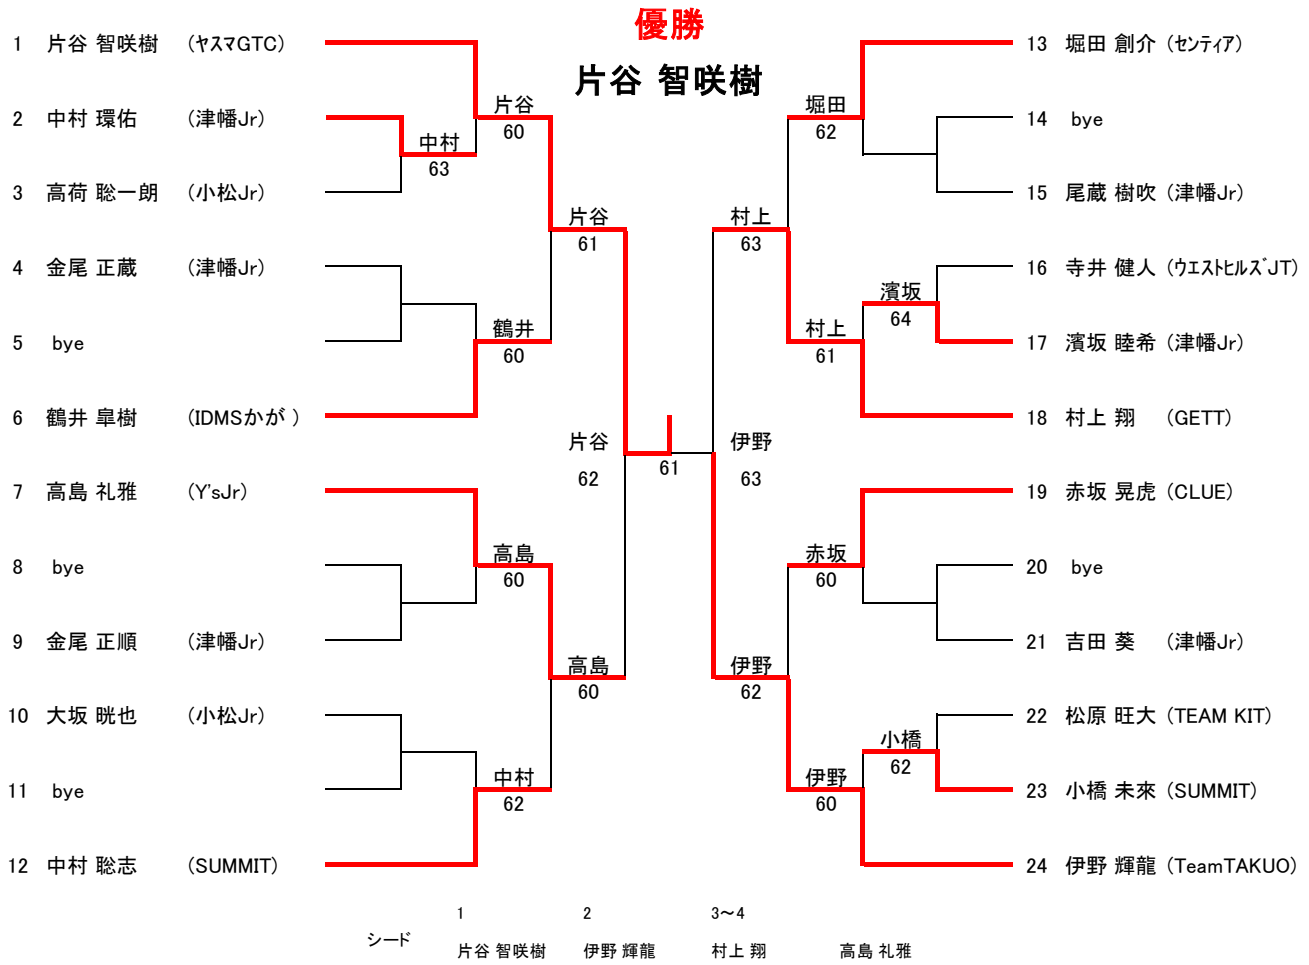 優勝
片谷 智咲樹
1 片谷 智咲樹 (ヤスマGTC)
2 中村 環佑 (津幡Jr)
3 高荷 聡一朗 (小松Jr)
4 金尾 正蔵 (津幡Jr)
5 bye
6 鶴井 皐樹 (IDMSかが )
7 高島 礼雅 (Y'sJr)
8 bye
9 金尾 正順 (津幡Jr)
10 大坂 晄也 (小松Jr)
11 bye
12 中村 聡志 (SUMMIT)
中村
63
片谷
60
鶴井
60
高島
60
中村
62
片谷
61
高島
60
片谷
62
61
伊野
63
村上
63
伊野
62
堀田
62
村上
61
赤坂
60
伊野
60
濱坂
64
小橋
62
13 堀田 創介 (センティア)
14 bye
15 尾蔵 樹吹 (津幡Jr)
16 寺井 健人 (ウエストヒルズJT)
17 濱坂 睦希 (津幡Jr)
18 村上 翔 (GETT)
19 赤坂 晃虎 (CLUE)
20 bye
21 吉田 葵 (津幡Jr)
22 松原 旺大 (TEAM KIT)
23 小橋 未來 (SUMMIT)
24 伊野 輝龍 (TeamTAKUO)
1 2 3～4
シード
片谷 智咲樹 伊野 輝龍 村上 翔 高島 礼雅